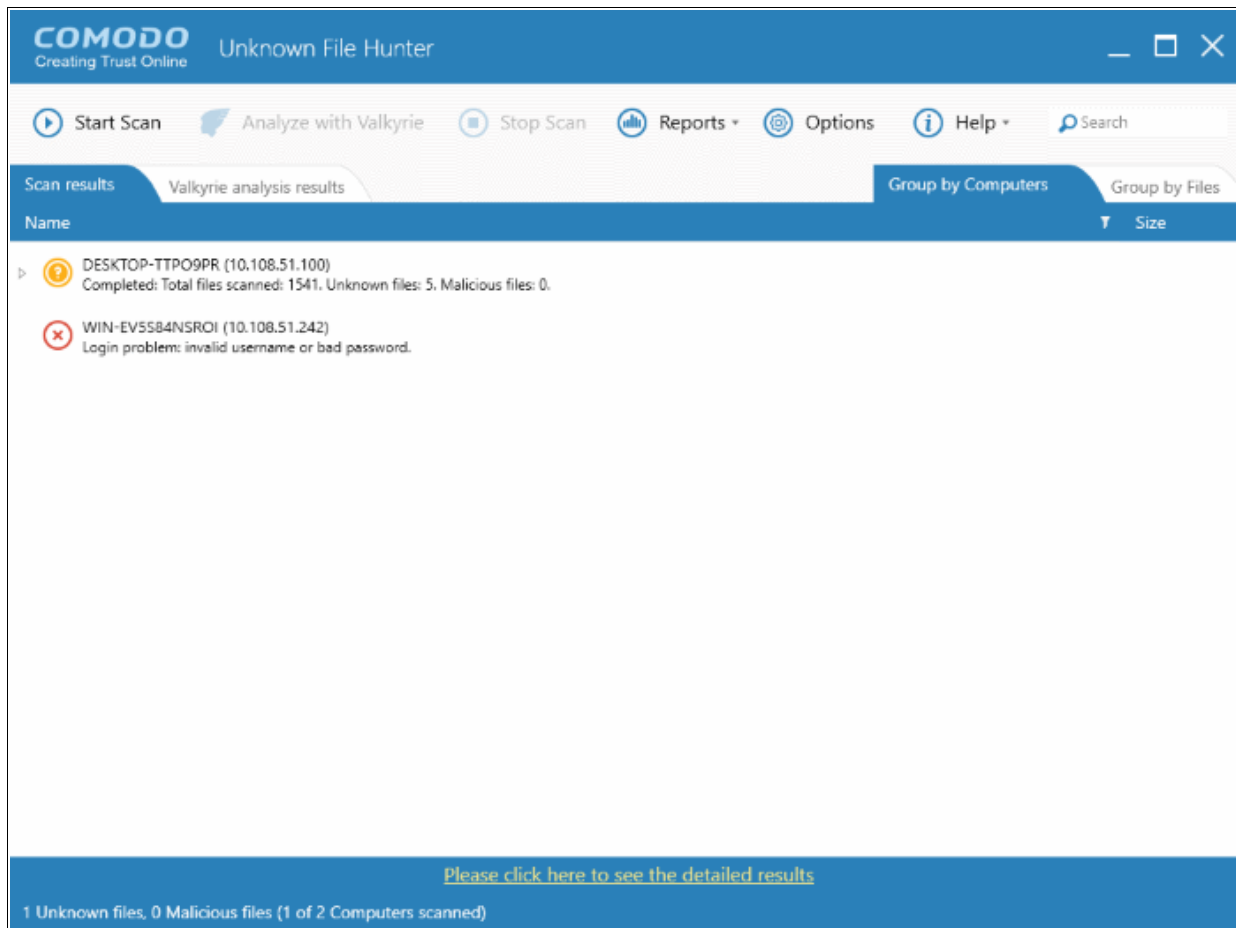 COMODO
Creating Trust Online
Unknown File Hunter
Start Scan
Analyze with Valkyrie
Stop Scan
Reports
Options
Help
Search
Scan results
Valkyrie analysis results
Group by Computers
Group by Files
Name
Size
DESKTOP-TTPO9PR (10.108.51.100)
Completed: Total files scanned: 1541. Unknown files: 5. Malicious files: 0.
WIN-EV5S84NSROI (10.108.51.242)
Login problem: invalid username or bad password.
Please click here to see the detailed results
1 Unknown files, 0 Malicious files (1 of 2 Computers scanned)